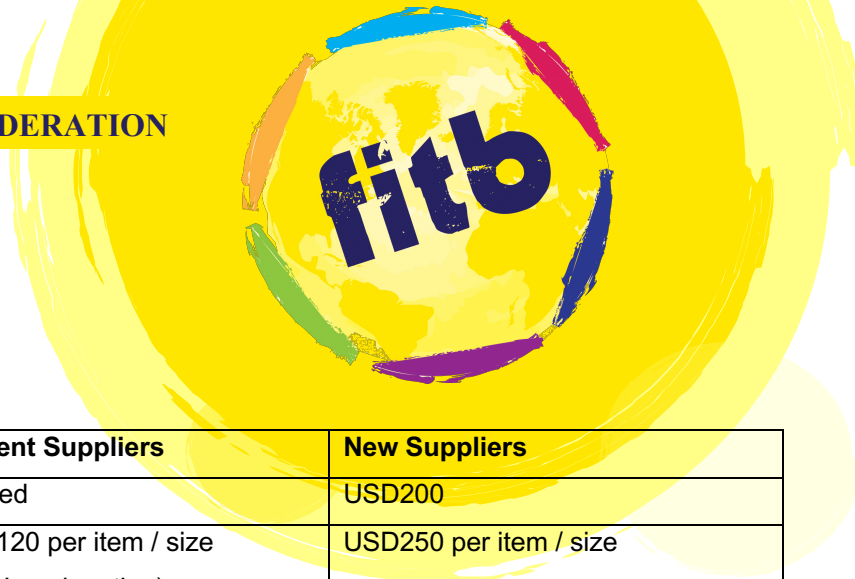 DERATION
fitb
ent Suppliers New Suppliers
ed USD200
120 per item / size USD250 per item / size